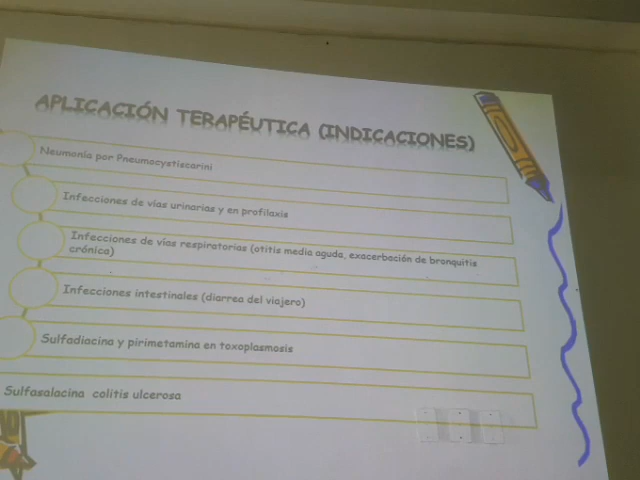 APLICACIÓN TERAPÉUTICA (INDICACIONES)
Neumonía por Pneumocystiscarini
Infecciones de vías urinarias y en profilaxis
Infecciones de vías respiratorias (otitis media aguda, exacerbación de bronquitis
crónica)
Infecciones intestinales (diarrea del viajero)
Sulfadiacina y pirimetamina en toxoplasmosis
Sulfasalacina colitis ulcerosa